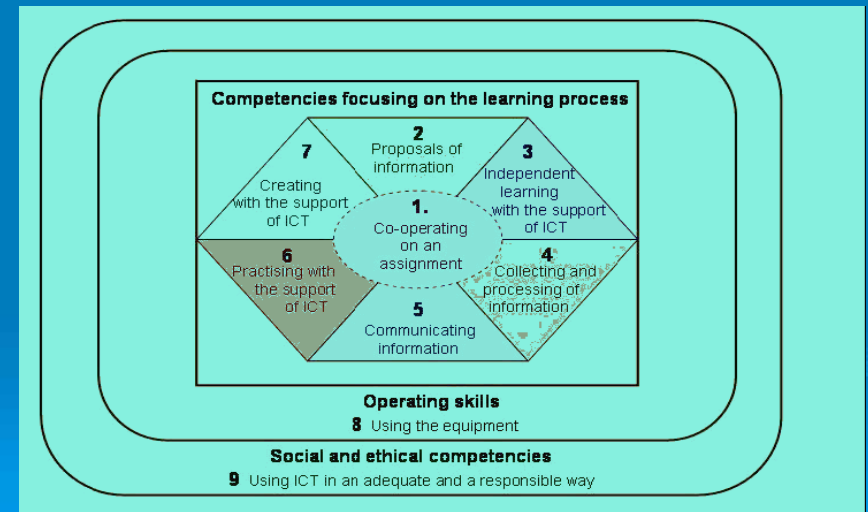 Competencies focusing on the learning process
2
Proposals of
information
7
Creating
with the support
of ICT
3
Independent
learning
with the support
of ICT
1.
Co-operating
on an
assignment
6
Practising with
the support
of ICT
4
Collecting and
processing of
information
5
Communicating
information
Operating skills
8 Using the equipment
Social and ethical competencies
9 Using ICT in an adequate and a responsible way